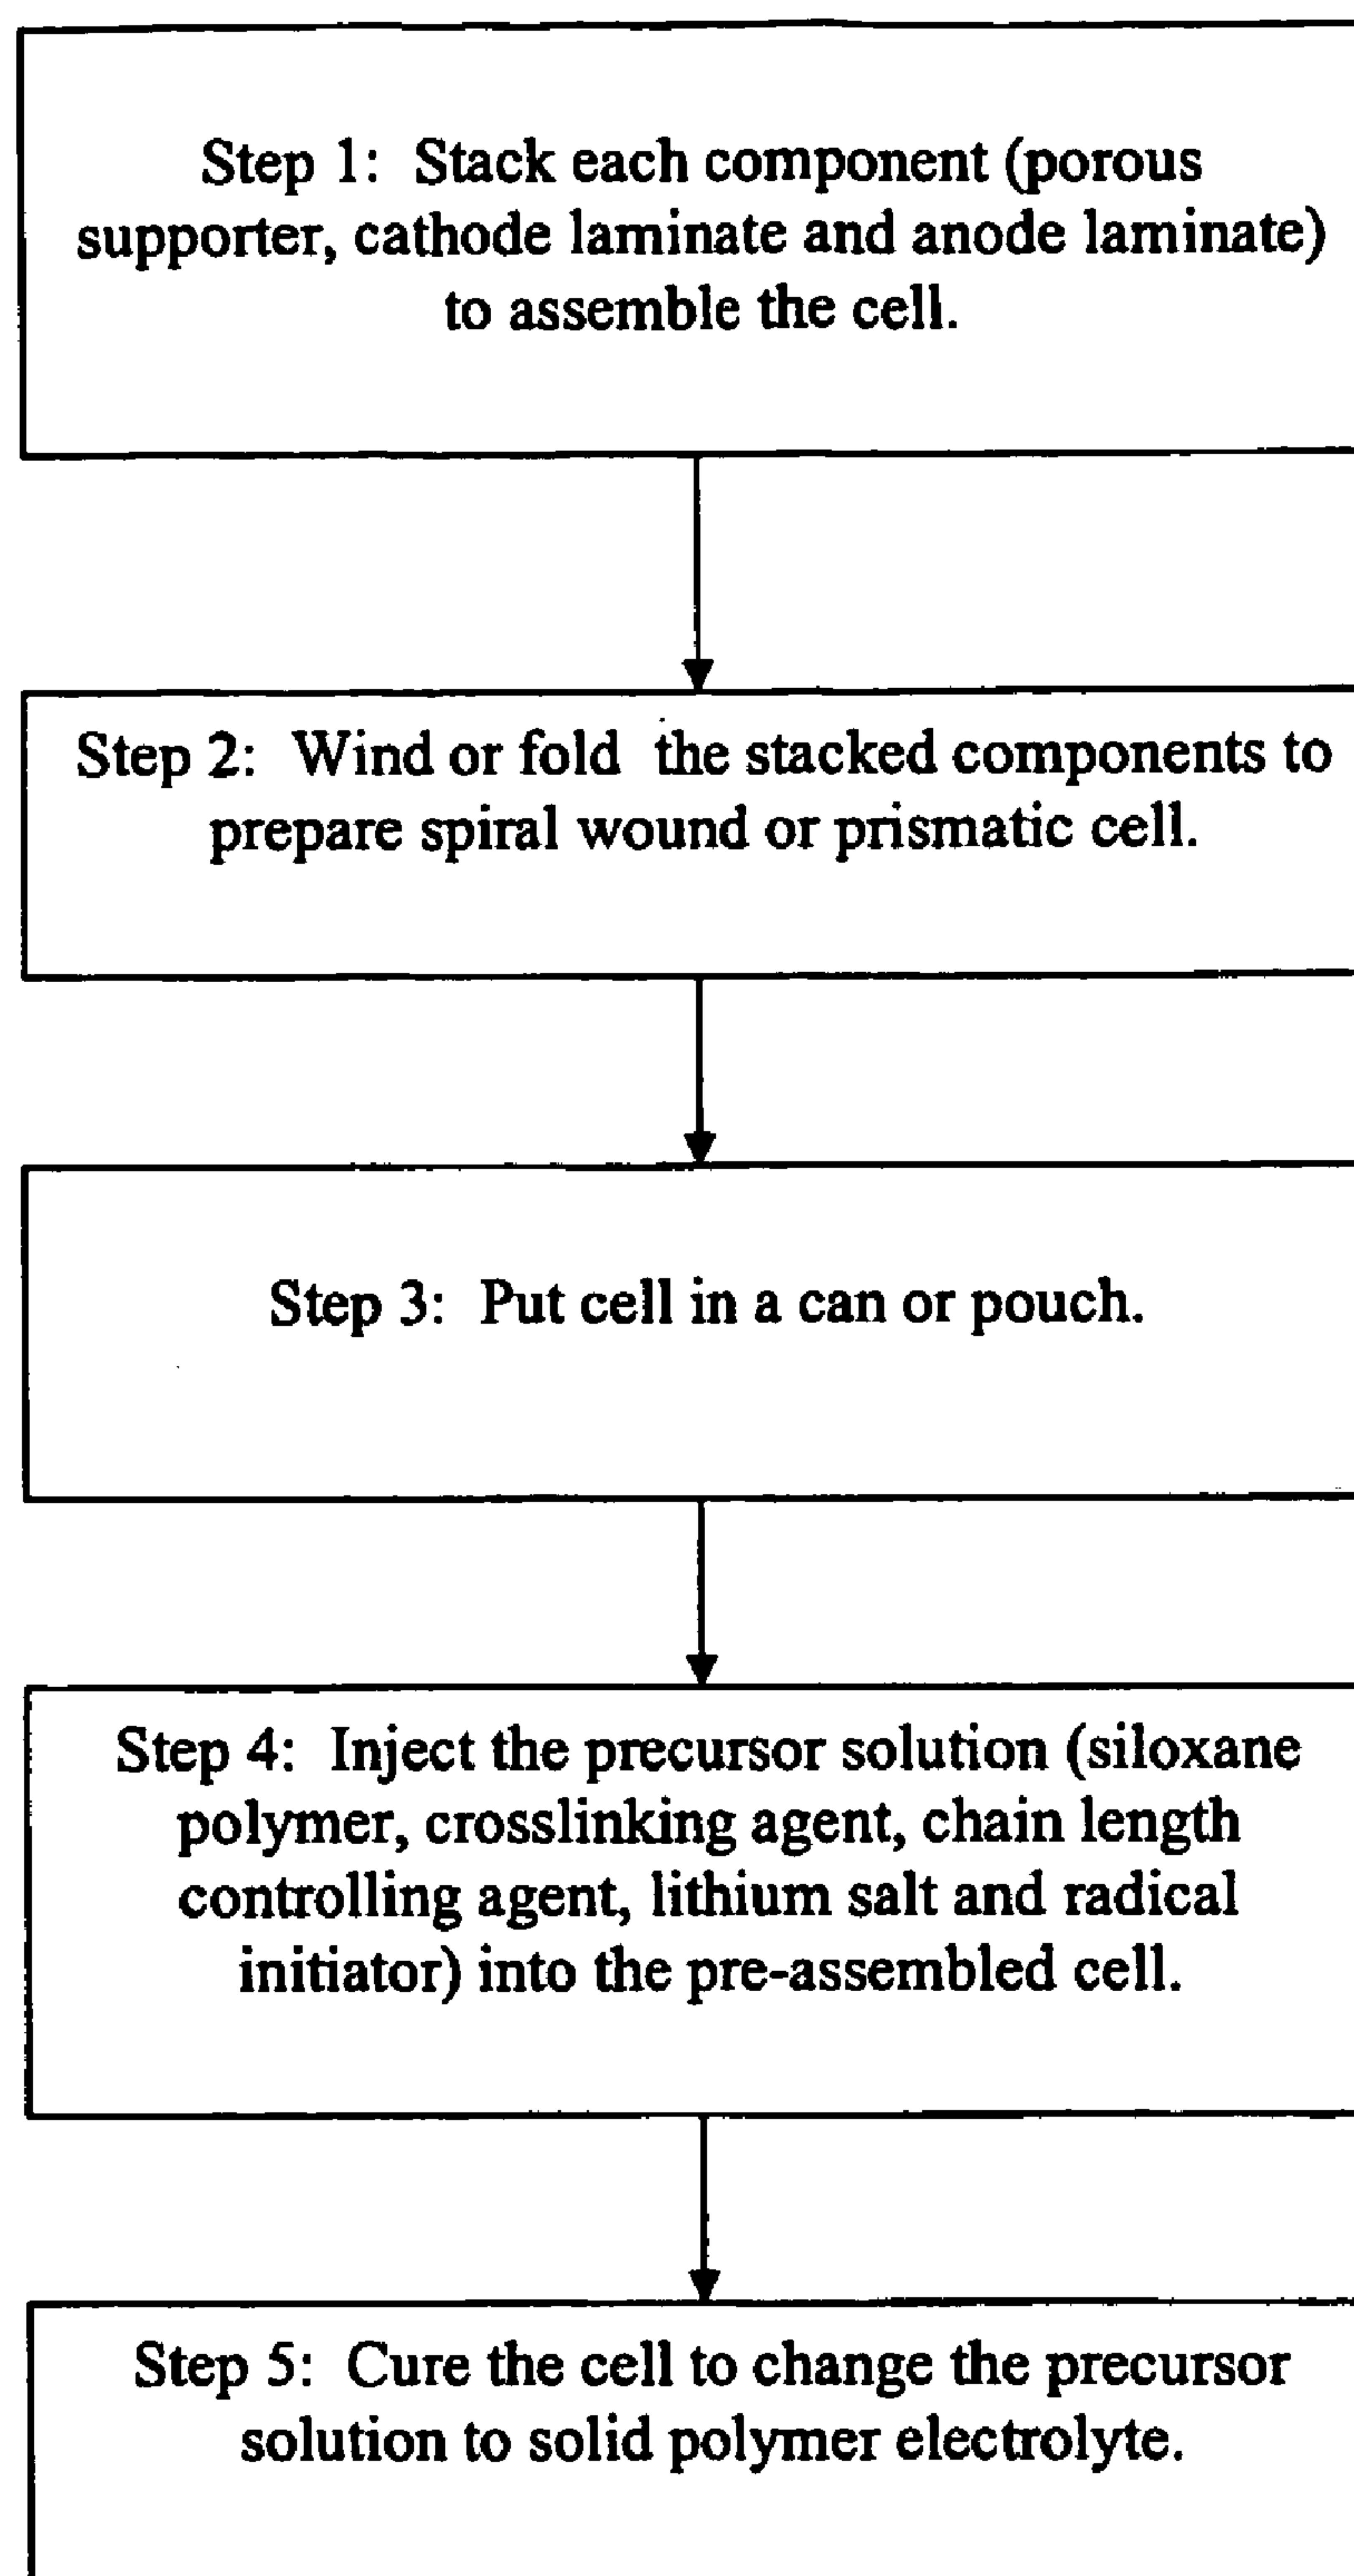 Step 1: Stack each component (porous
supporter, cathode laminate and anode laminate)
to assemble the cell.
Step 2: Wind or fold the stacked components to
prepare spiral wound or prismatic cell.
Step 3: Put cell in a can or pouch.
Step 4: Inject the precursor solution (siloxane
polymer, crosslinking agent, chain length
controlling agent, lithium salt and radical
initiator) into the pre-assembled cell.
Step 5: Cure the cell to change the precursor
solution to solid polymer electrolyte.